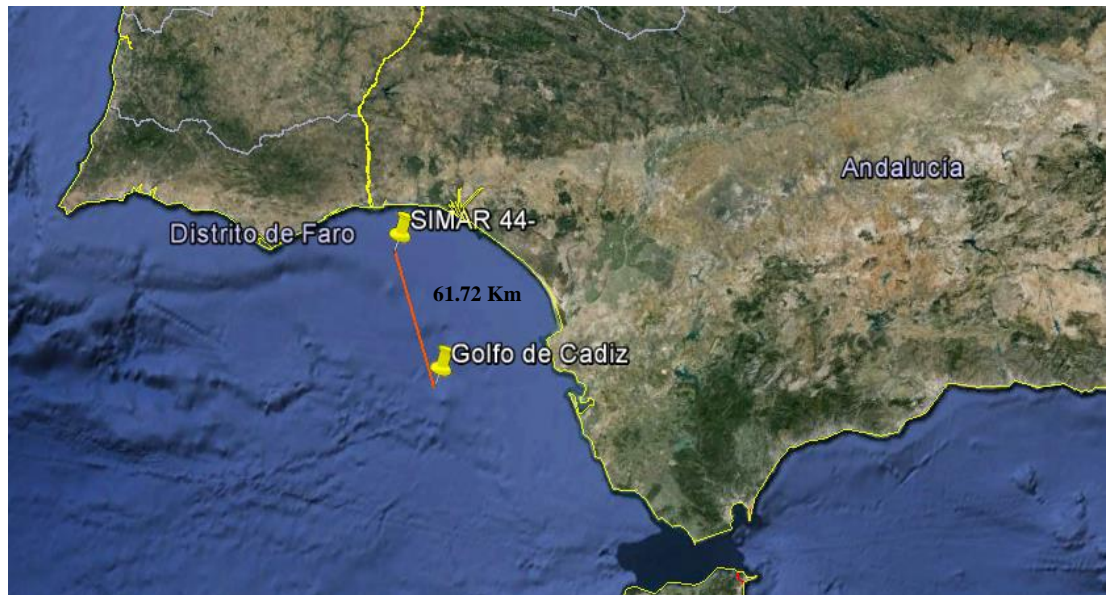 Andalucía
SIMAR 44-
Distrito de Faro
61.72 Km
Golfo de Cadiz